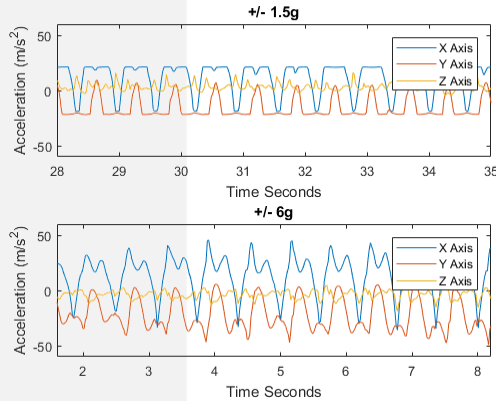 +/- 1.5g
Acceleration (m/s²)
50
0
-50
X Axis
Y Axis
Z Axis
28 29 30 31 32 33 34 35
Time Seconds
+/- 6g
Acceleration (m/s²)
50
0
-50
X Axis
Y Axis
Z Axis
2 3 4 5 6 7 8
Time Seconds